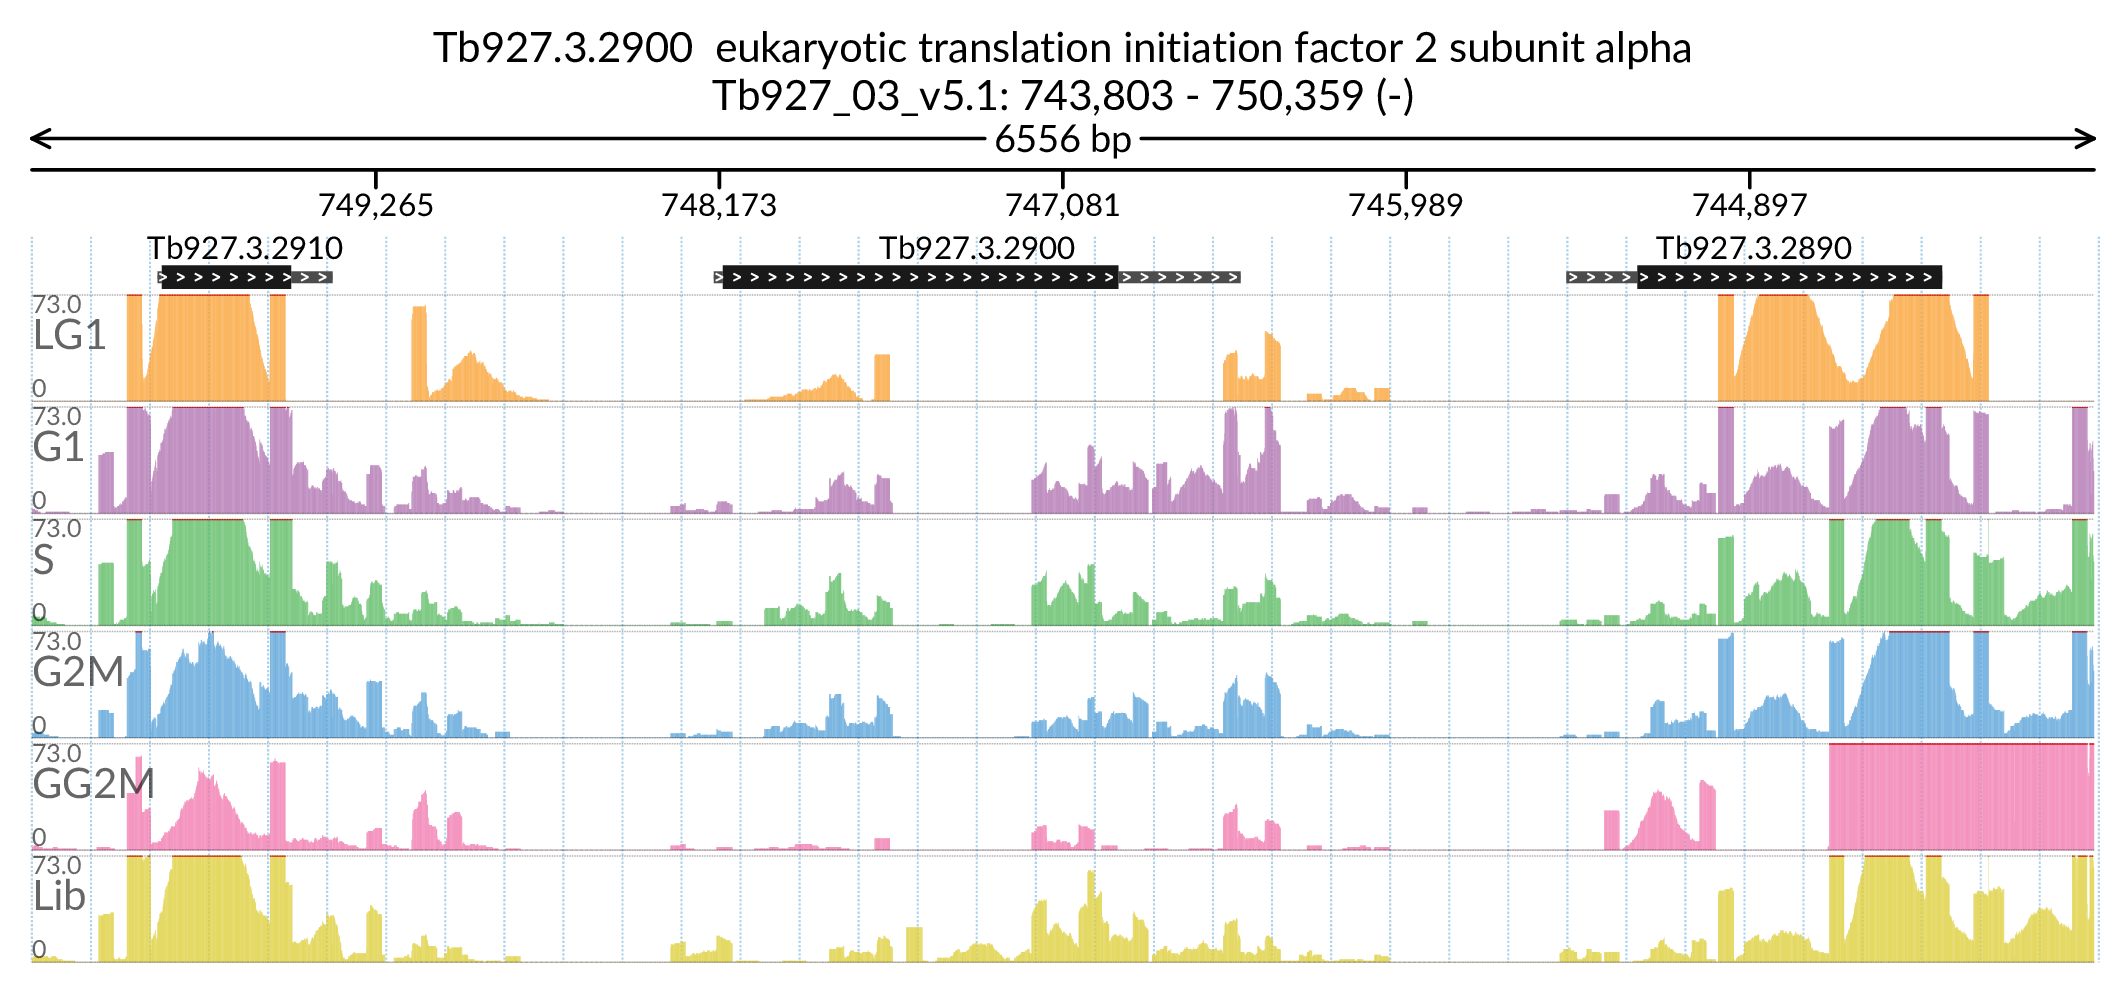 Tb927.3.2900 eukaryotic translation initiation factor 2 subunit alpha
Tb927_03_v5.1: 743,803 - 750,359 (-)
6556 bp
749,265 748,173 747,081 745,989 744,897
Tb927.3.2910 Tb927.3.2900 Tb927.3.2890
73.0
LG1
0
73.0
G1
0
73.0
S
0
73.0
G2M
0
73.0
GG2M
0
73.0
Lib
0